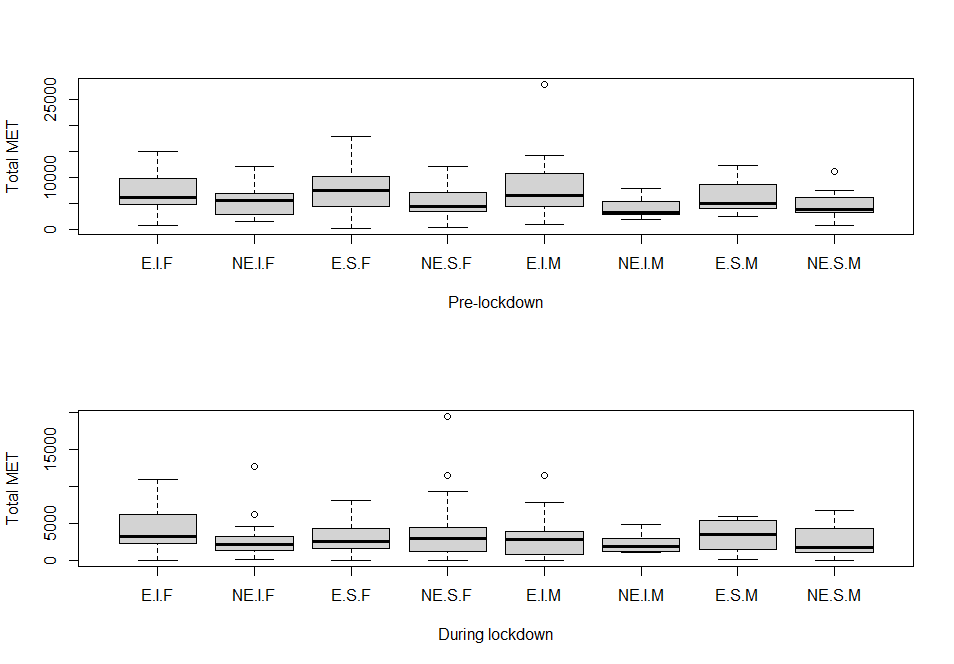 Total MET
25000
10000
0
E.I.F NE.I.F E.S.F NE.S.F E.I.M NE.I.M E.S.M NE.S.M
Pre-lockdown
Total MET
15000
5000
0
E.I.F NE.I.F E.S.F NE.S.F E.I.M NE.I.M E.S.M NE.S.M
During lockdown